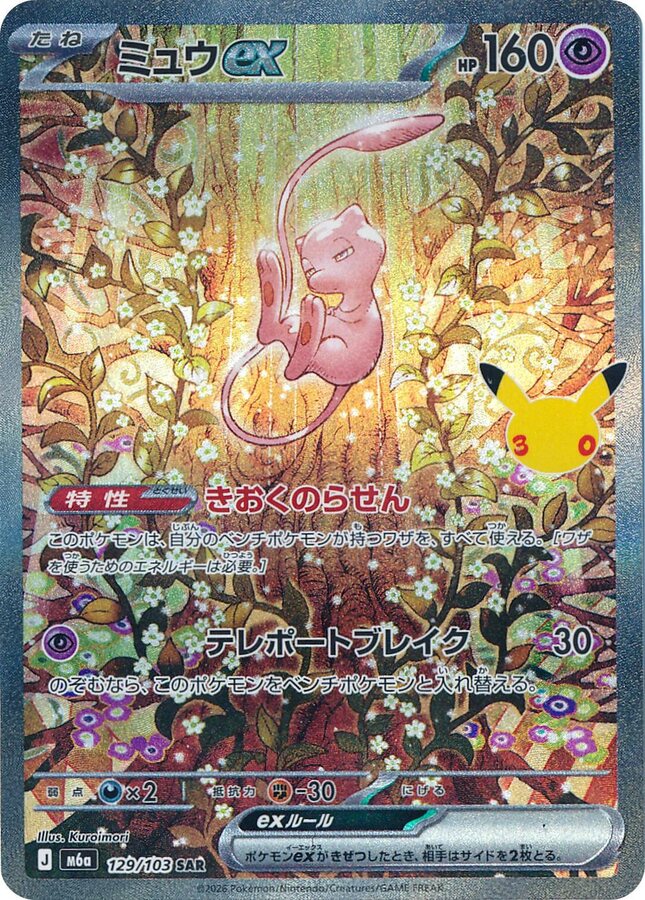 たね ミュウex HP160
30
特性 とくせい きおくのらせん
このポケモンは、自分のベンチポケモンが持つワザを、すべて使える。[ワザ
を使うためのエネルギーは必要。]
テレポートブレイク 30
のぞむなら、このポケモンをベンチポケモンと入れ替える。
弱点 ×2 抵抗力 -30 にげる
exルール
Illus. Kuroimori
ポケモンexがきぜつしたとき、相手はサイドを2枚とる。
J m6a 129/103 SAR
©2026 Pokémon/Nintendo/Creatures/GAME FREAK